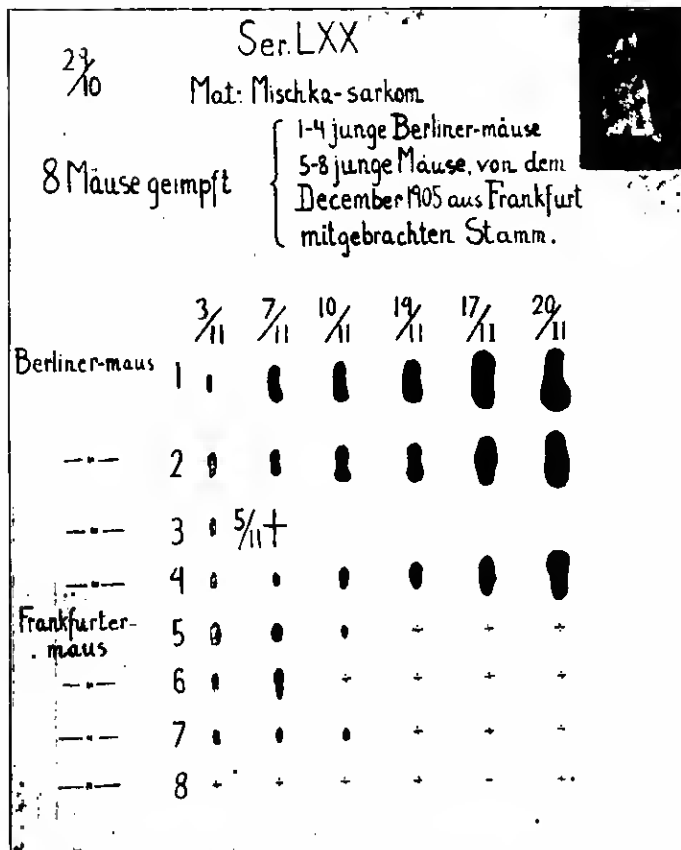 Ser. LXX
29/10
Mat: Mischka-sarkom
8 Mäuse geimpft
1-4 junge Berliner-mäuse
5-8 junge Mäuse, von dem
December 1905 aus Frankfurt
mitgebrachten Stamm.
3/11 7/11 10/11 19/11 17/11 20/11
Berliner-maus 1
—"— 2
—"— 3 5/11 +
—"— 4
Frankfurter-
maus
5 ÷ ÷ ÷
—"— 6 ÷ ÷ ÷ ÷
—"— 7 ÷ ÷ ÷
—"— 8 ÷ ÷ ÷ ÷ - ÷